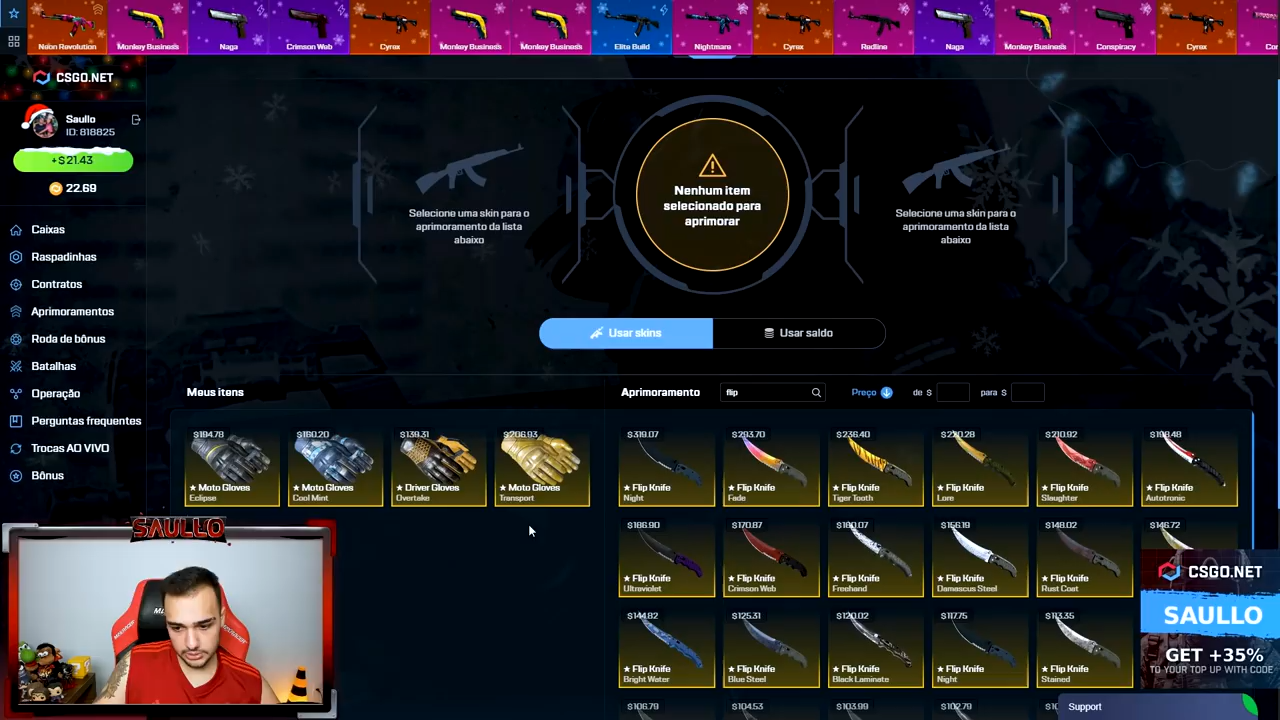 Neon Revolution
Monkey Business
Naga
Crimson Web
Cyrex
Monkey Business
Monkey Business
Elite Build
Nightmare
Cyrex
Redline
Naga
Monkey Business
Conspiracy
Cyrex
CSGO.NET
Saullo
ID: 818825
+$21.43
22.69
Caixas
Raspadinhas
Contratos
Aprimoramentos
Roda de bônus
Batalhas
Operação
Perguntas frequentes
Trocas AO VIVO
Bônus
Selecione uma skin para o
aprimoramento da lista
abaixo
Nenhum item
selecionado para
aprimorar
Selecione uma skin para o
aprimoramento da lista
abaixo
Usar skins
Usar saldo
Meus itens
Aprimoramento
flip
Preço
de $
para $
$194.78
★ Moto Gloves
Eclipse
$160.20
★ Moto Gloves
Cool Mint
$139.31
★ Driver Gloves
Overtake
$206.93
★ Moto Gloves
Transport
$319.07
★ Flip Knife
Night
$293.70
★ Flip Knife
Fade
$236.40
★ Flip Knife
Tiger Tooth
★ Flip Knife
Lore
$210.92
★ Flip Knife
Slaughter
$198.48
★ Flip Knife
Autotronic
$186.90
★ Flip Knife
Ultraviolet
$170.87
★ Flip Knife
Crimson Web
★ Flip Knife
Freehand
$156.19
★ Flip Knife
Damascus Steel
$148.02
★ Flip Knife
Rust Coat
$146.72
$144.82
★ Flip Knife
Bright Water
$125.31
★ Flip Knife
Blue Steel
$120.02
★ Flip Knife
Black Laminate
$117.75
★ Flip Knife
Night
$113.35
★ Flip Knife
Stained
$106.79
$104.53
$103.99
$102.79
SAULLO
CSGO.NET
SAULLO
GET +35%
TO YOUR TOP UP WITH CODE
Support